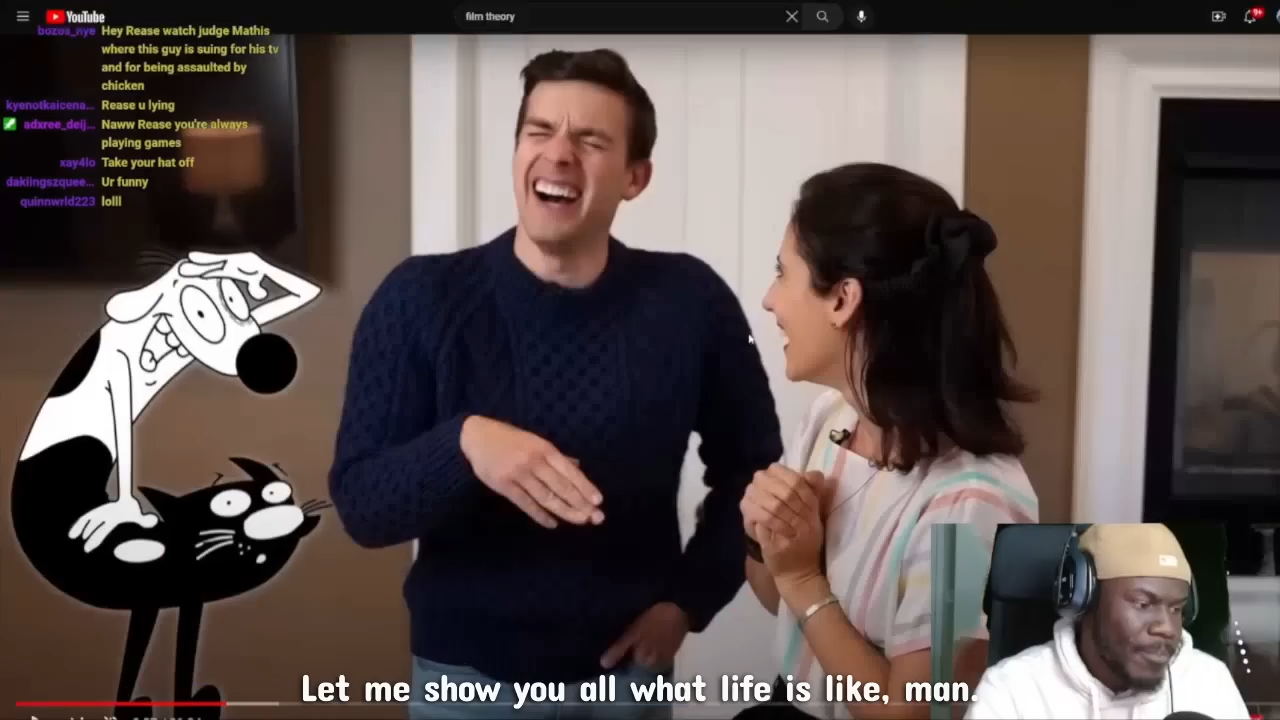 YouTube
film theory
9+
bozos_nye Hey Rease watch judge Mathis
where this guy is suing for his tv
and for being assaulted by
chicken
kyenotkaicena... Rease u lying
adxree_deij... Naww Rease you're always
playing games
xay4lo Take your hat off
dakiingszquee... Ur funny
quinnwrld223 lolll
Let me show you all what life is like, man.